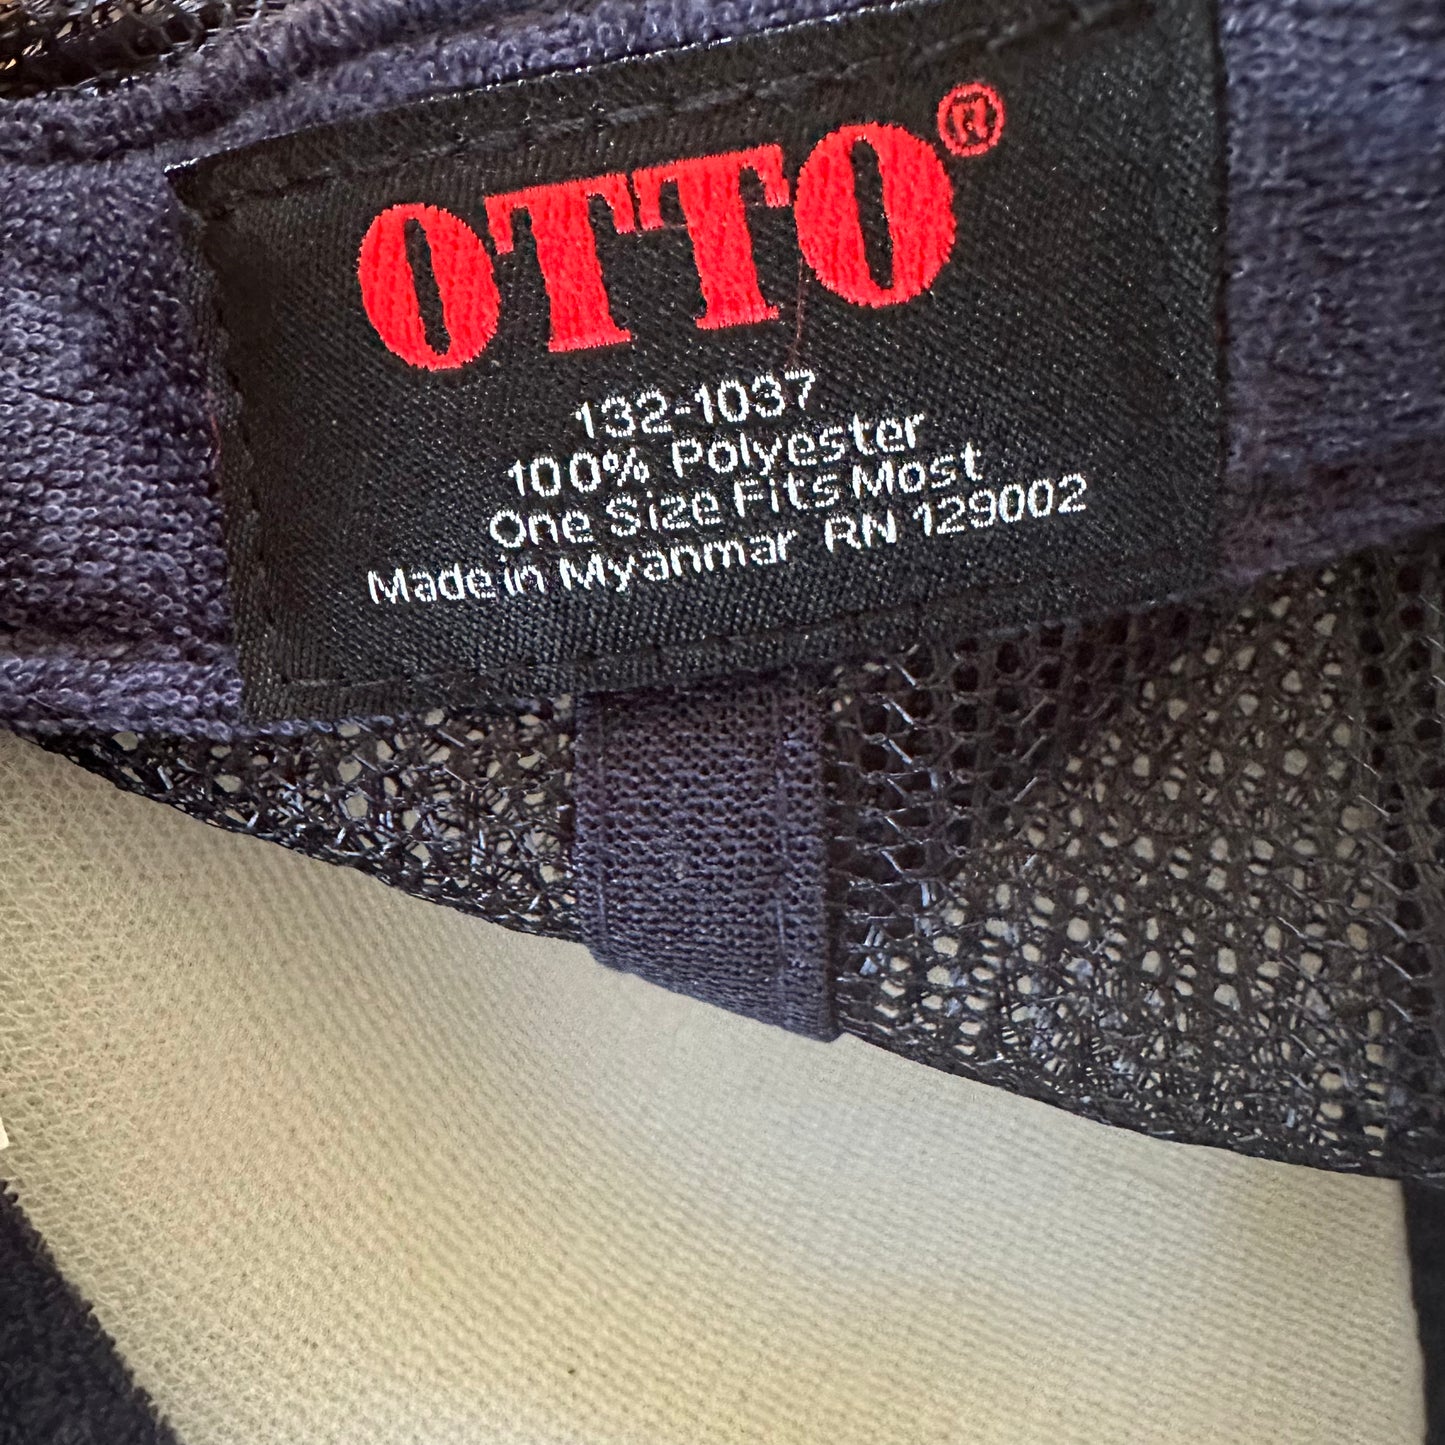 OTTO®
132-1037
100% Polyester
One Size Fits Most
Made in Myanmar RN 129002